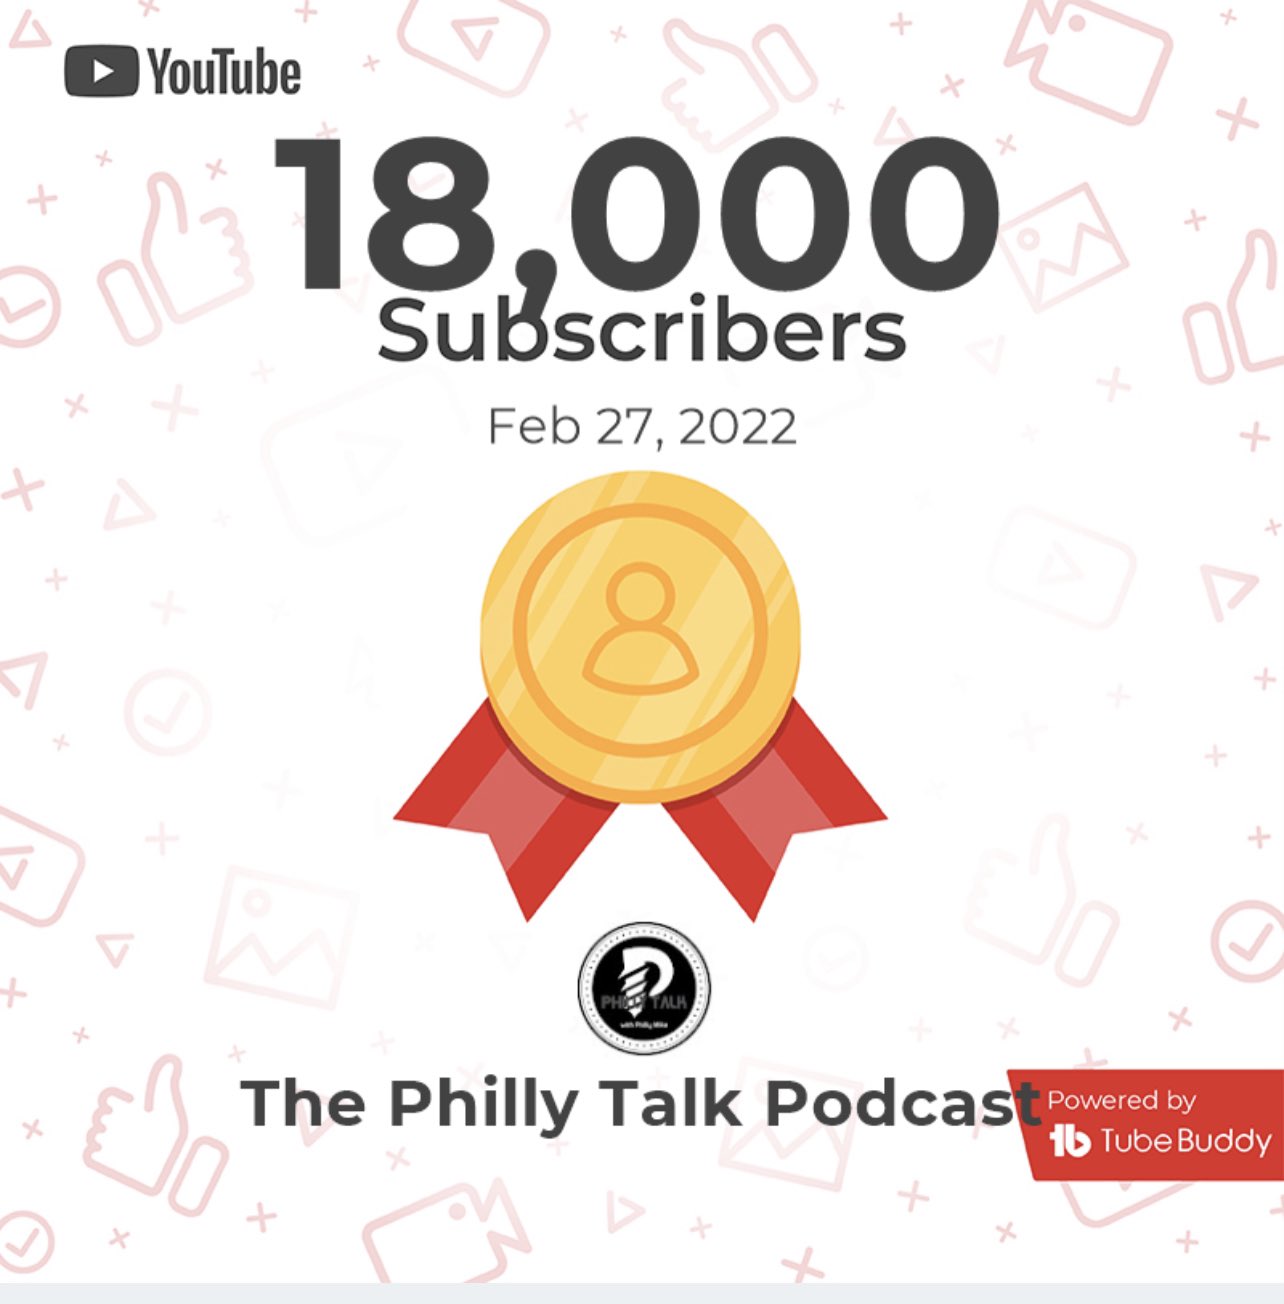 YouTube
18,000
Subscribers
Feb 27, 2022
PHILLY TALK
with Philly Mike
The Philly Talk Podcast
Powered by
TubeBuddy